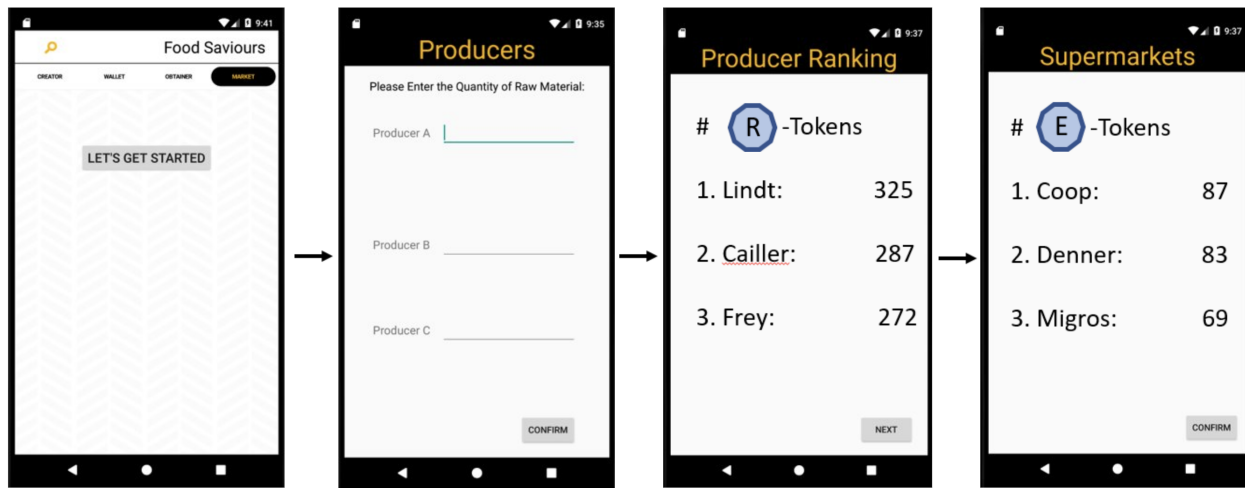 9:41
Food Saviours
CREATOR WALLET OBTAINER MARKET
LET'S GET STARTED
9:35
Producers
Please Enter the Quantity of Raw Material:
Producer A
Producer B
Producer C
CONFIRM
9:37
Producer Ranking
# R -Tokens
1. Lindt: 325
2. Cailler: 287
3. Frey: 272
NEXT
9:37
Supermarkets
# E -Tokens
1. Coop: 87
2. Denner: 83
3. Migros: 69
CONFIRM